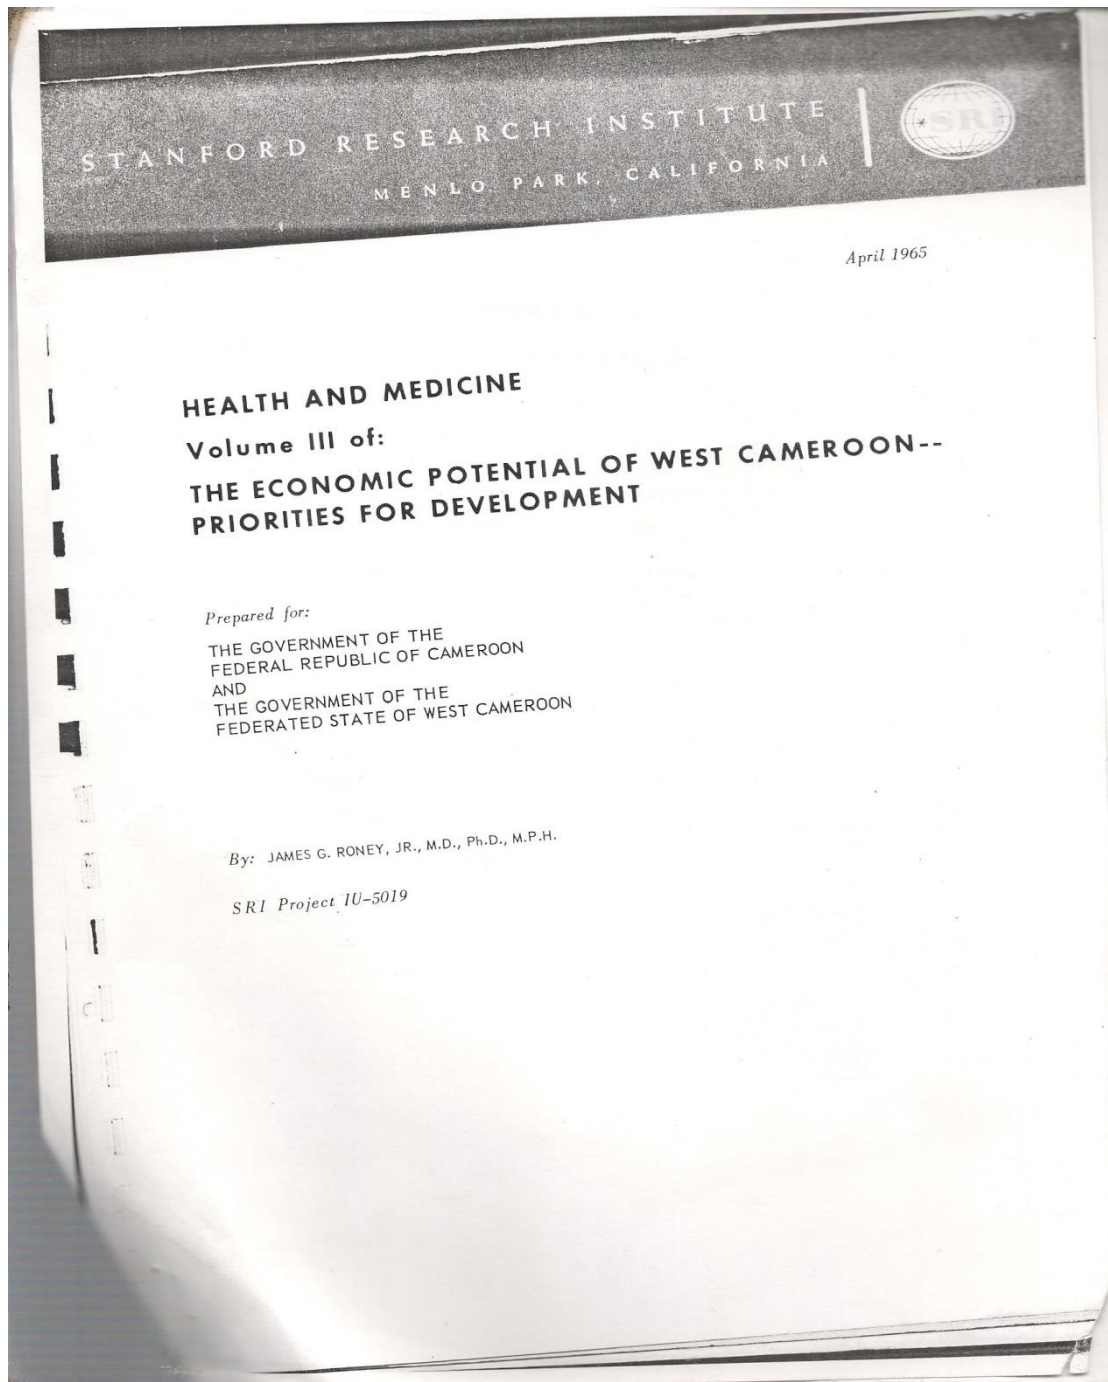 STANFORD RESEARCH INSTITUTE
MENLO PARK, CALIFORNIA
SRI
April 1965
HEALTH AND MEDICINE
Volume III of:
THE ECONOMIC POTENTIAL OF WEST CAMEROON--
PRIORITIES FOR DEVELOPMENT
Prepared for:
THE GOVERNMENT OF THE
FEDERAL REPUBLIC OF CAMEROON
AND
THE GOVERNMENT OF THE
FEDERATED STATE OF WEST CAMEROON
By: JAMES G. RONEY, JR., M.D., Ph.D., M.P.H.
SRI Project IU-5019